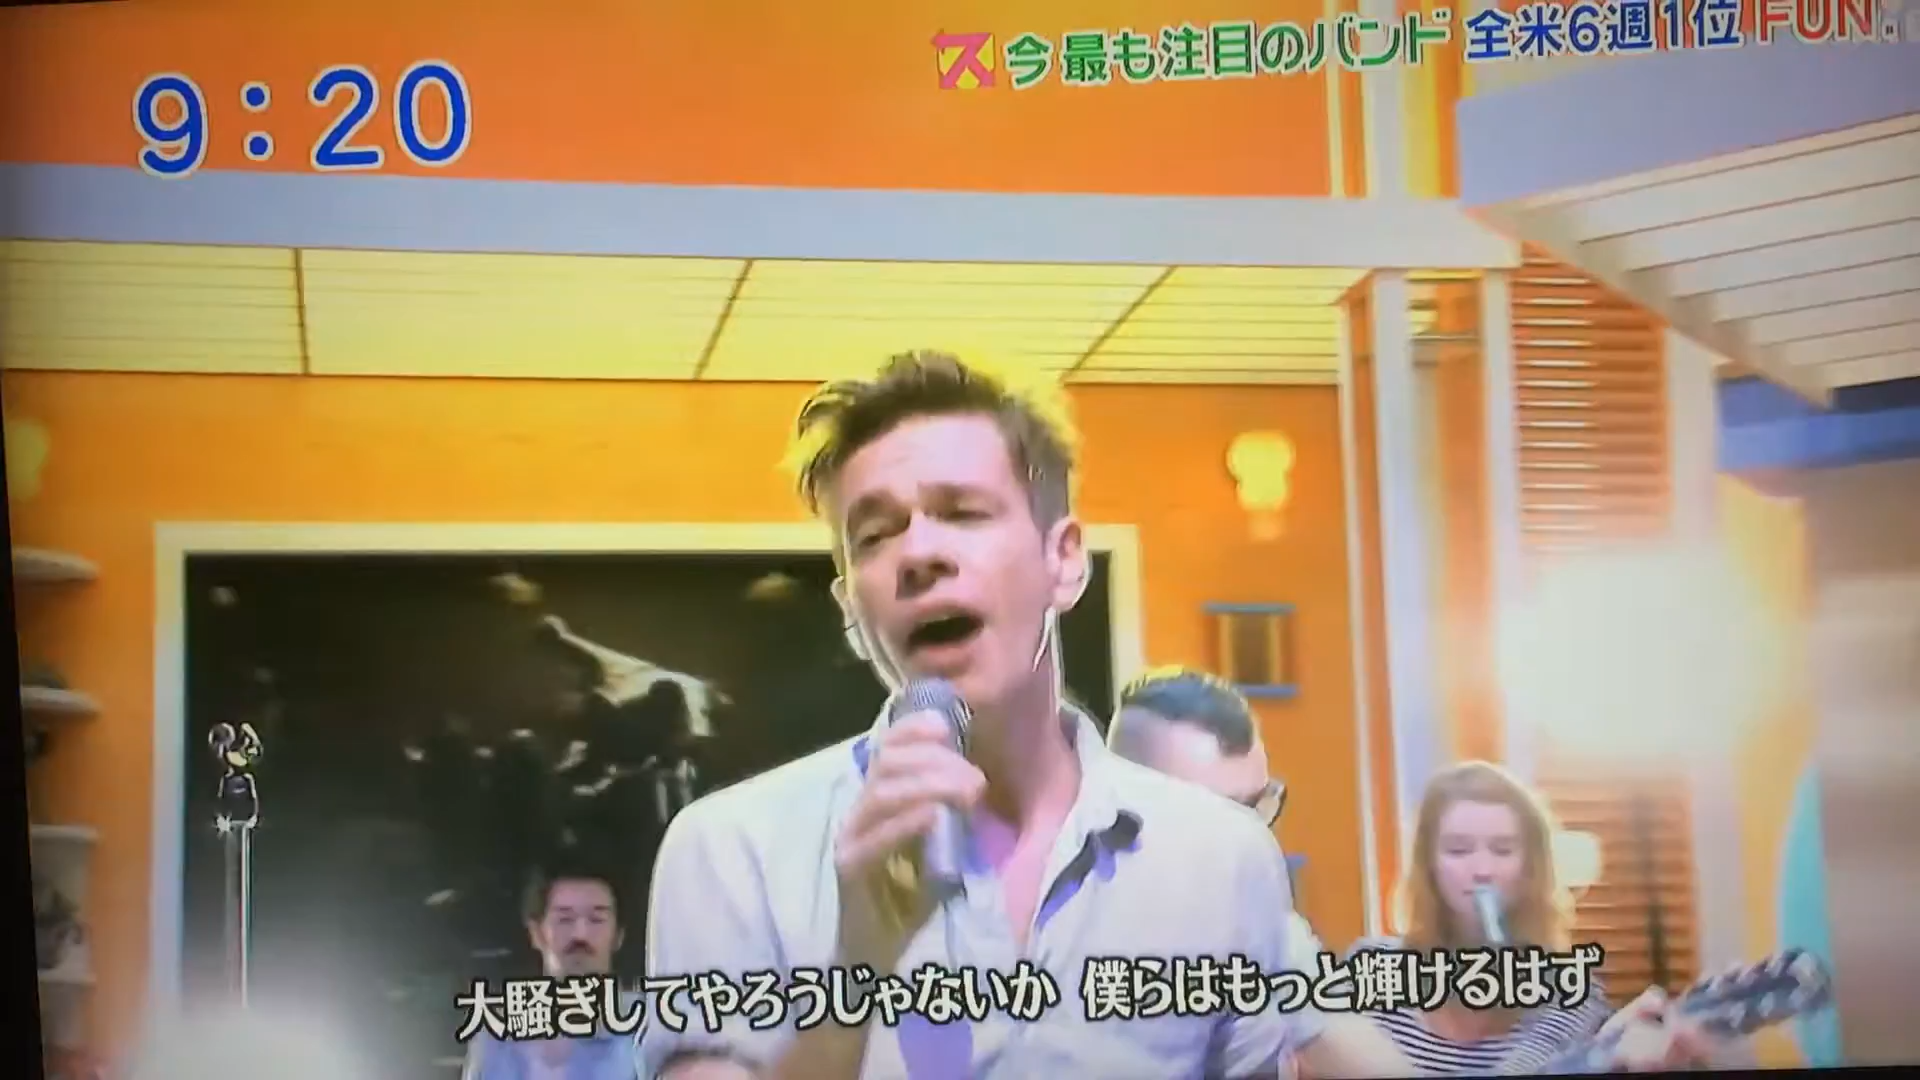 9:20
ス 今 最も注目のバンド 全米6週1位 FUN.
大騒ぎしてやろうじゃないか 僕らはもっと輝けるはず